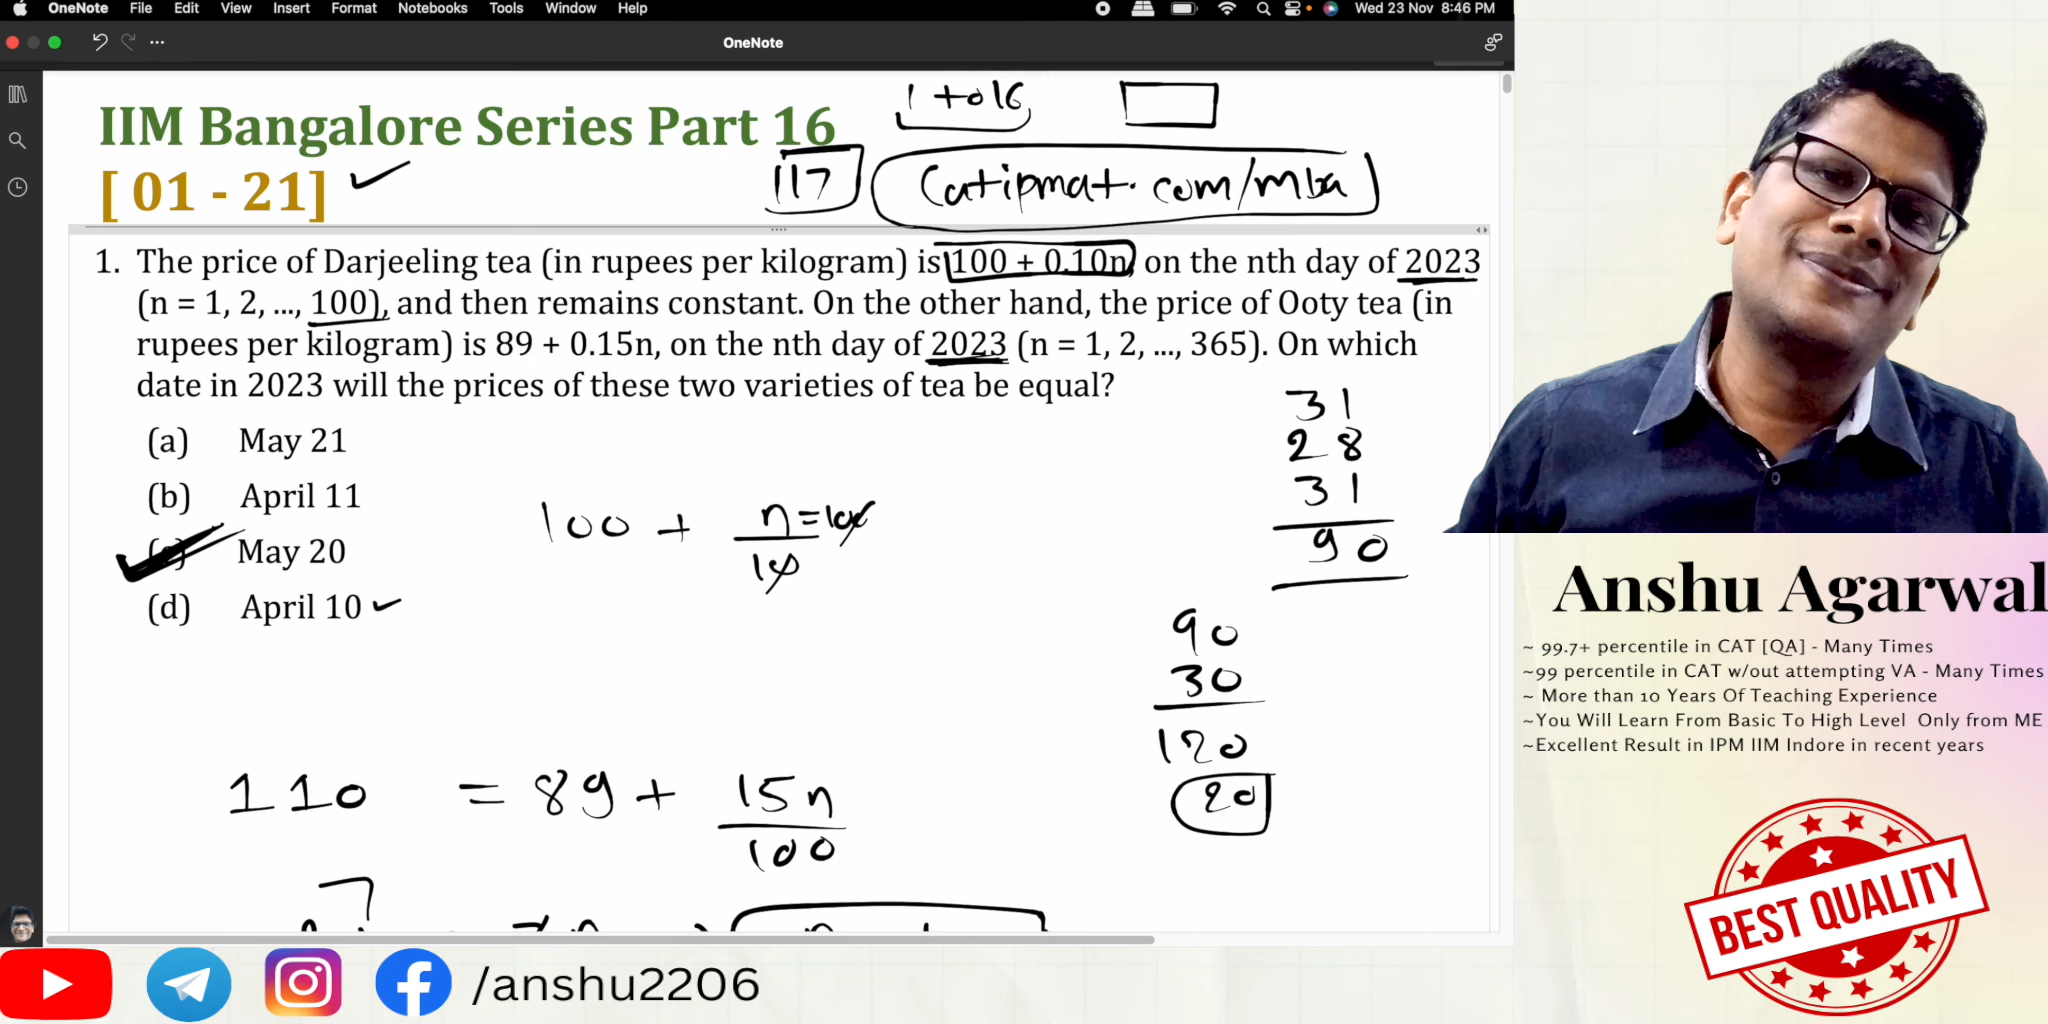 OneNote File Edit View Insert Format Notebooks Tools Window Help Wed 23 Nov 8:46 PM
OneNote
1 to 16
IIM Bangalore Series Part 16
[ 01 - 21]
117 Catipmat.com/mba
1. The price of Darjeeling tea (in rupees per kilogram) is 100 + 0.10n, on the nth day of 2023
(n = 1, 2, ..., 100), and then remains constant. On the other hand, the price of Ooty tea (in
rupees per kilogram) is 89 + 0.15n, on the nth day of 2023 (n = 1, 2, ..., 365). On which
date in 2023 will the prices of these two varieties of tea be equal?
(a) May 21
(b) April 11
(c) May 20
(d) April 10
100 + n=100
10
31
28
31
90
90
30
120
20
110 = 89 + 15n
100
7
Anshu Agarwal
~ 99.7+ percentile in CAT [QA] - Many Times
~99 percentile in CAT w/out attempting VA - Many Times
~ More than 10 Years Of Teaching Experience
~You Will Learn From Basic To High Level Only from ME
~Excellent Result in IPM IIM Indore in recent years
BEST QUALITY
/anshu2206